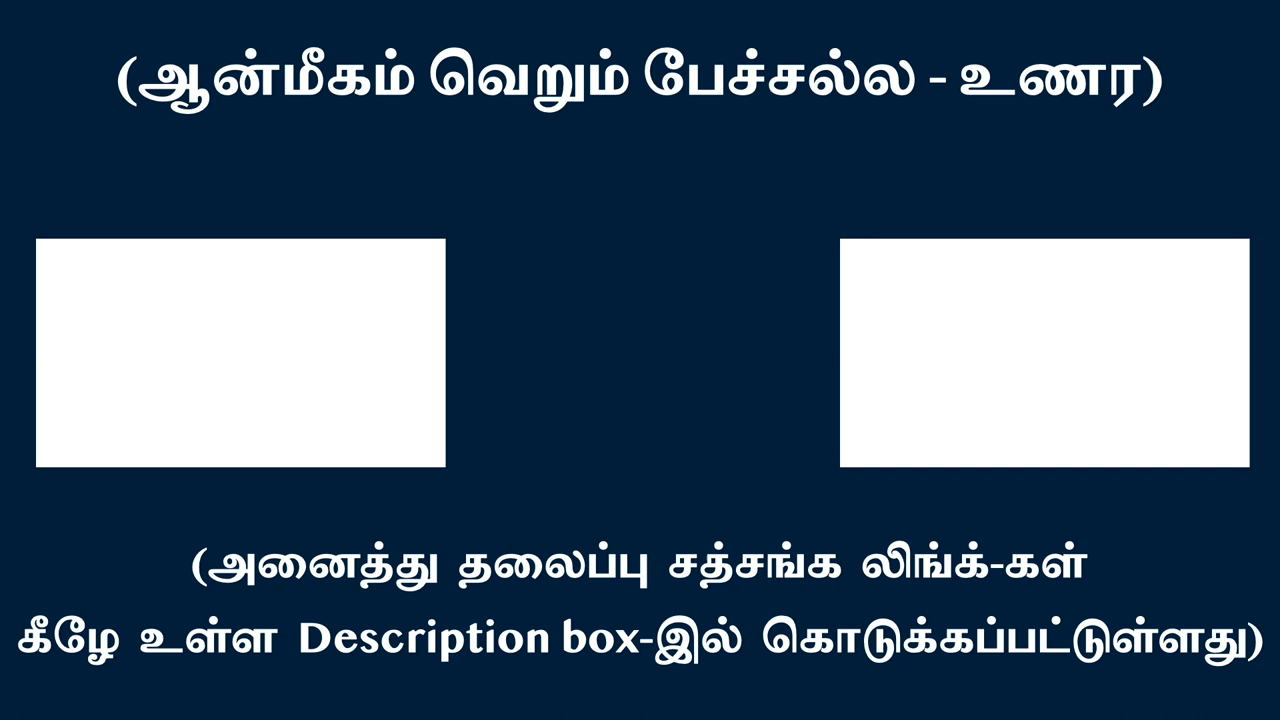 (ஆன்மீகம் வெறும் பேச்சல்ல - உணர)
(அனைத்து தலைப்பு சத்சங்க லிங்க்-கள்
கீழே உள்ள Description box-இல் கொடுக்கப்பட்டுள்ளது)